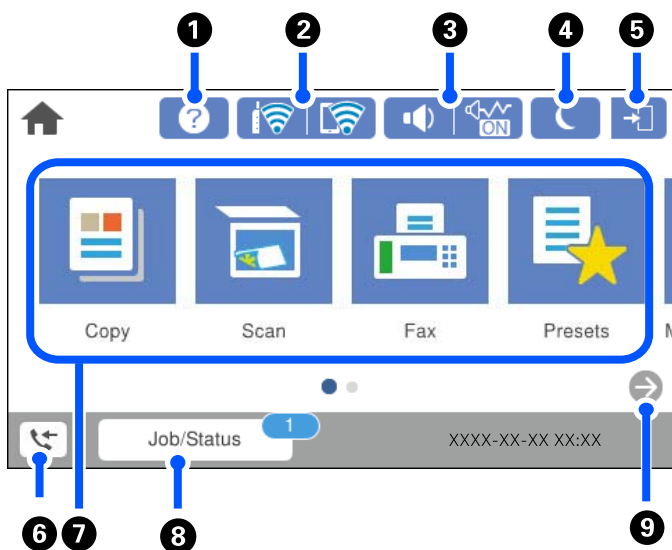 1 2 3 4 5
?
ON
Copy Scan Fax Presets M
1
Job/Status XXXX-XX-XX XX:XX
6 7 8 9